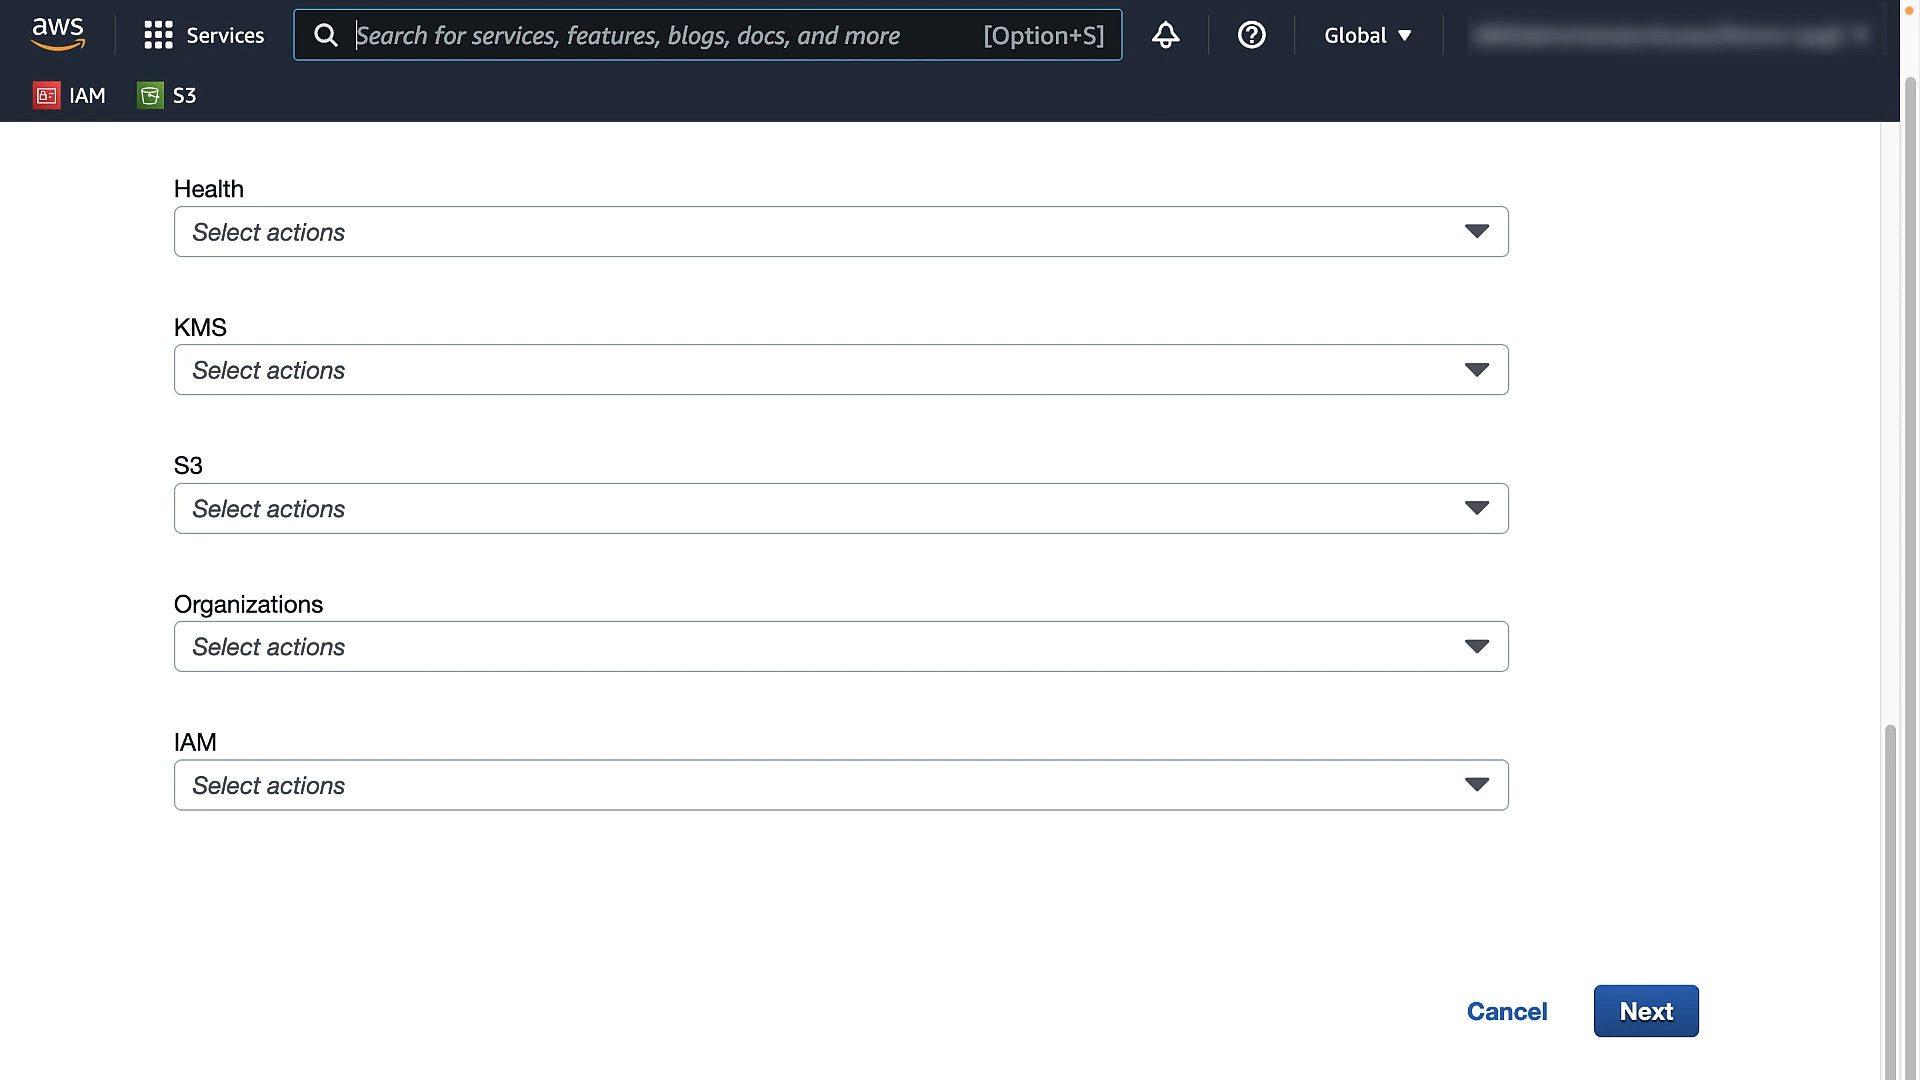 aws
Services
Search for services, features, blogs, docs, and more
[Option+S]
Global
IAM
S3
Health
Select actions
KMS
Select actions
S3
Select actions
Organizations
Select actions
IAM
Select actions
Cancel
Next